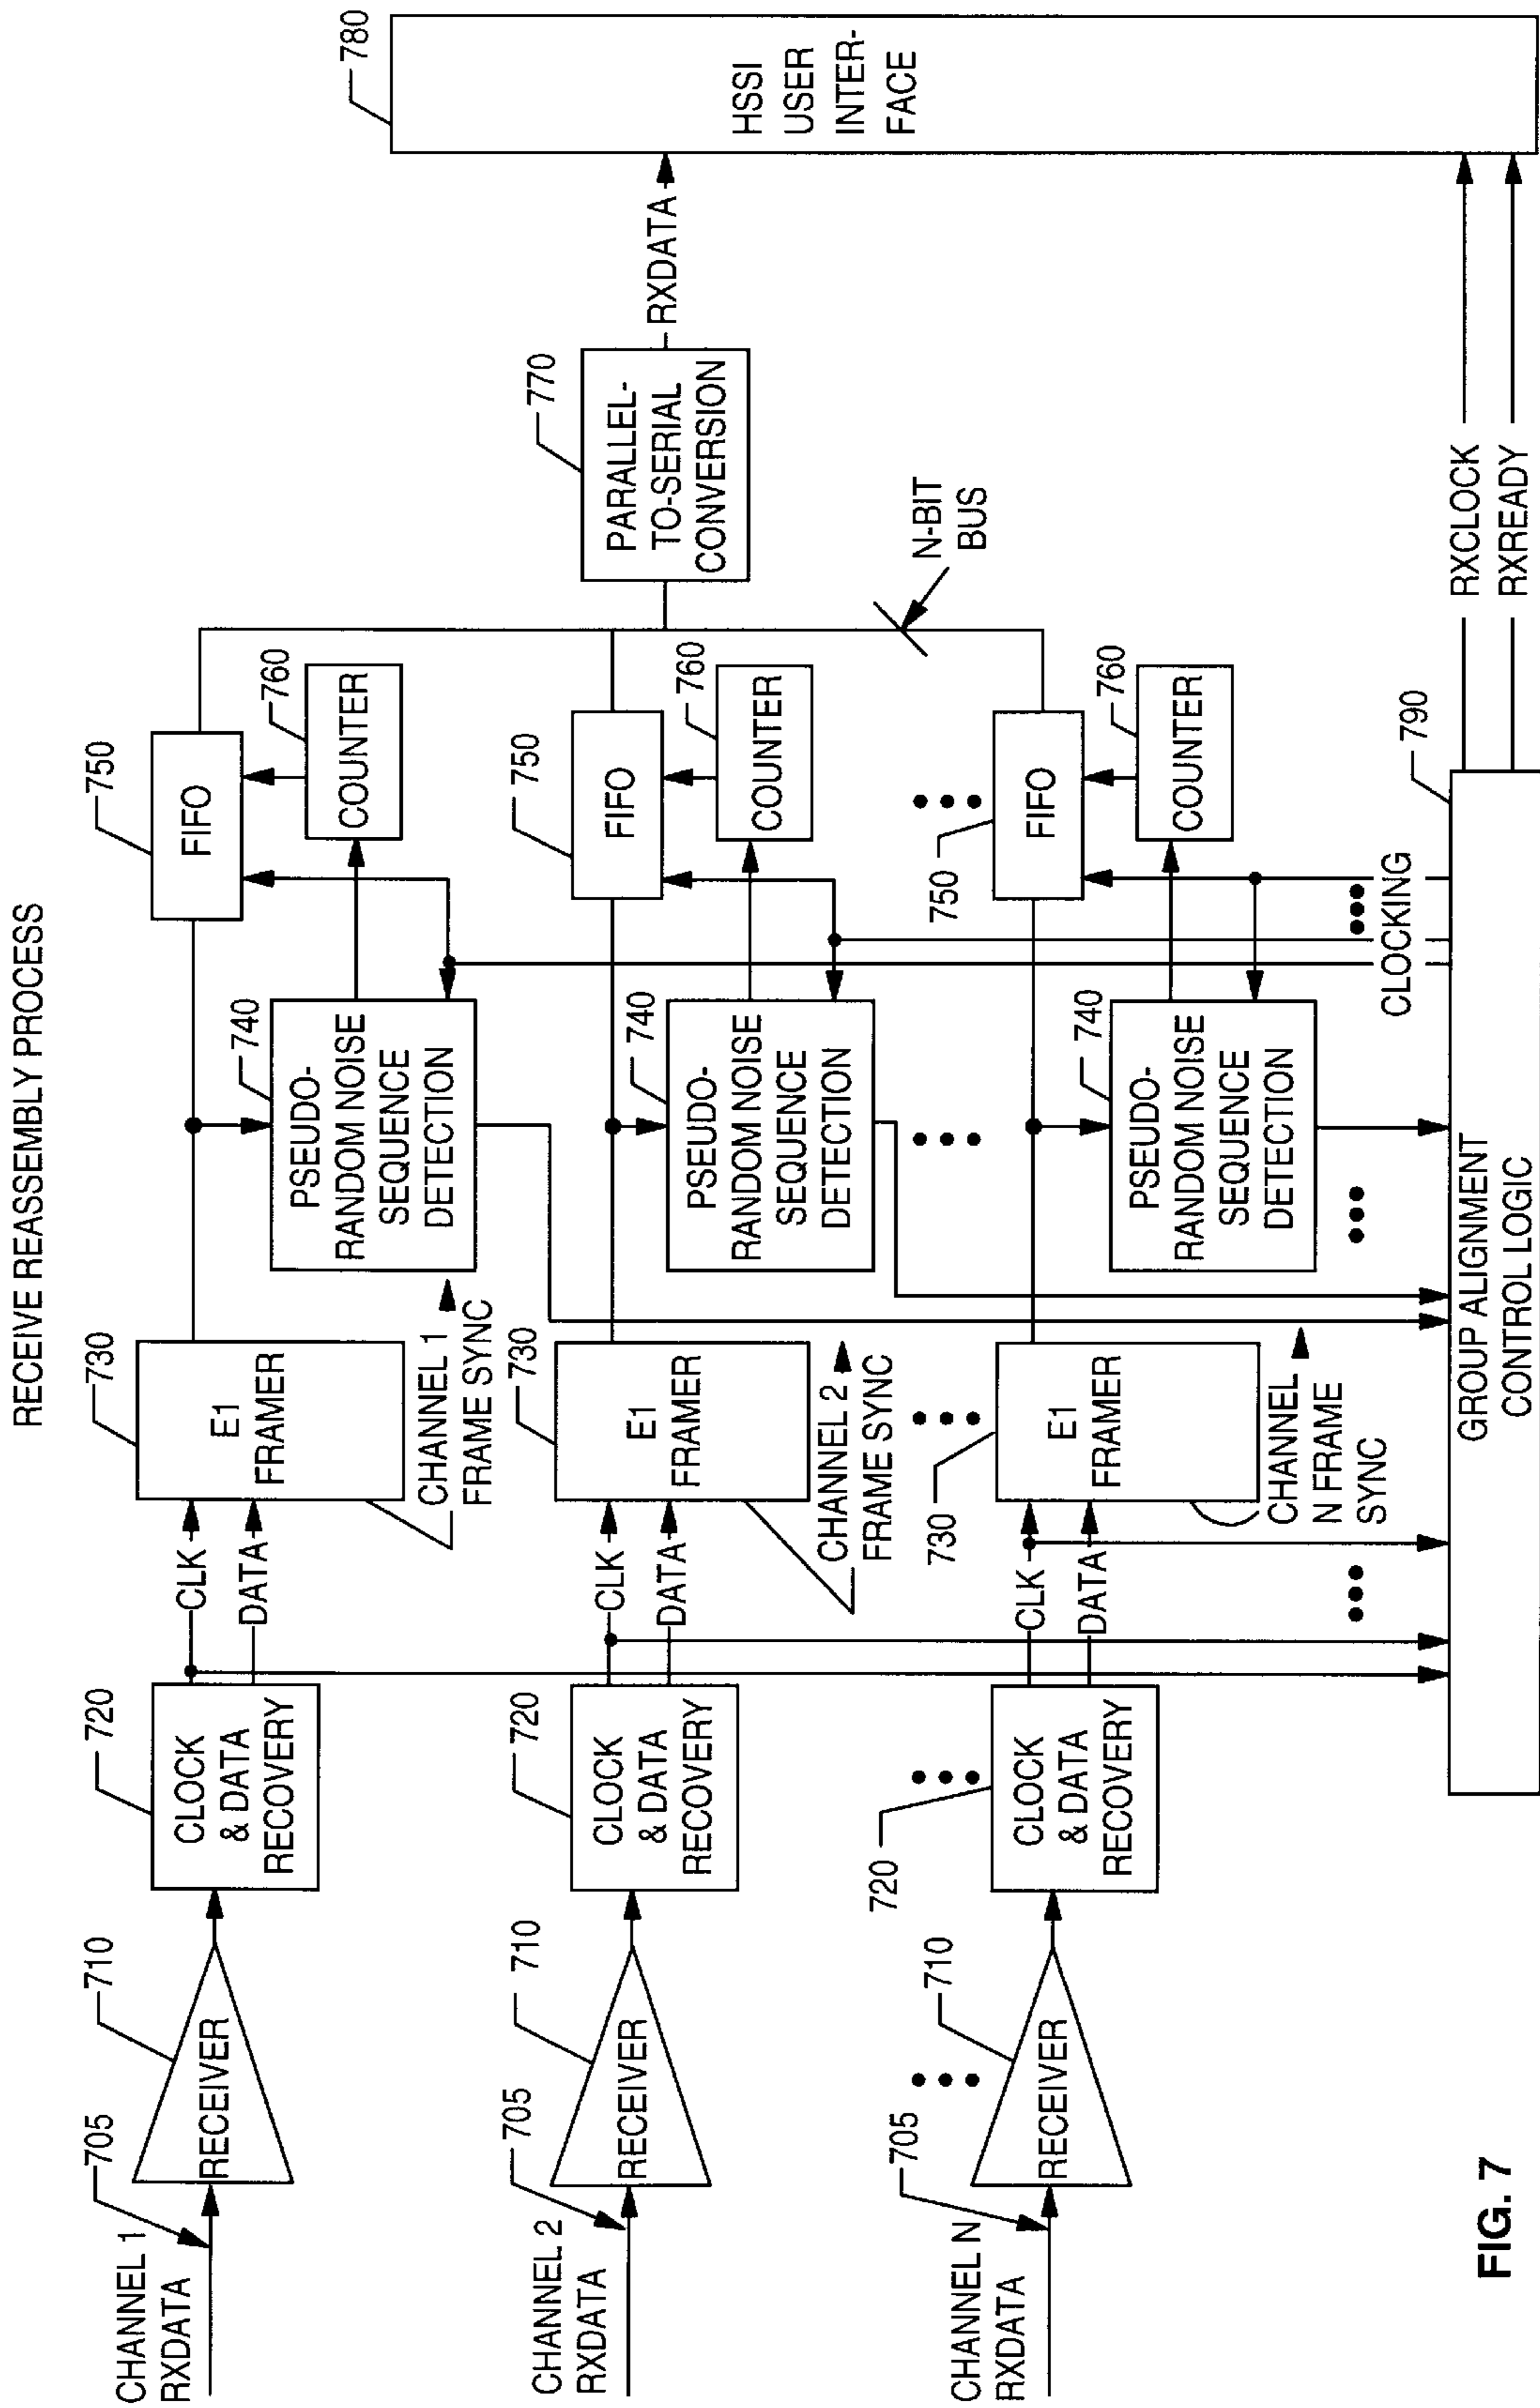 RECEIVE REASSEMBLY PROCESS
CHANNEL 1
RXDATA
705
RECEIVER
710
CLOCK
& DATA
RECOVERY
720
CLK
DATA
E1
FRAMER
730
CHANNEL 1
FRAME SYNC
PSEUDO-
RANDOM NOISE
SEQUENCE
DETECTION
740
FIFO
750
COUNTER
760
CHANNEL 2
RXDATA
705
RECEIVER
710
CLOCK
& DATA
RECOVERY
720
CLK
DATA
E1
FRAMER
730
CHANNEL 2
FRAME SYNC
PSEUDO-
RANDOM NOISE
SEQUENCE
DETECTION
740
FIFO
750
COUNTER
760
CHANNEL N
RXDATA
705
RECEIVER
710
CLOCK
& DATA
RECOVERY
720
CLK
DATA
E1
FRAMER
730
CHANNEL
N FRAME
SYNC
PSEUDO-
RANDOM NOISE
SEQUENCE
DETECTION
740
FIFO
750
COUNTER
760
N-BIT
BUS
PARALLEL-
TO-SERIAL
CONVERSION
770
RXDATA
HSSI
USER
INTER-
FACE
780
CLOCKING
GROUP ALIGNMENT
CONTROL LOGIC
790
RXCLOCK
RXREADY
FIG. 7